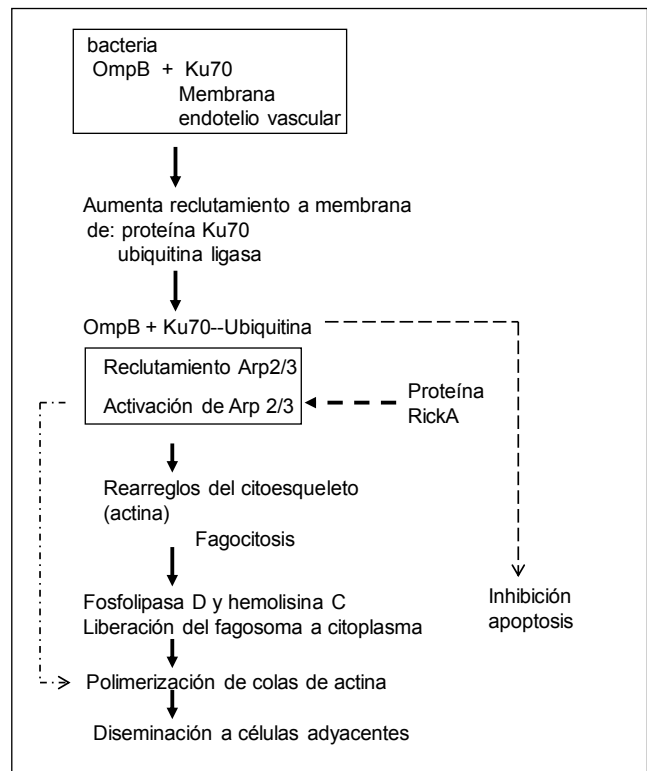 bacteria
OmpB + Ku70
Membrana
endotelio vascular
Aumenta reclutamiento a membrana
de: proteína Ku70
ubiquitina ligasa
OmpB + Ku70--Ubiquitina
Reclutamiento Arp2/3
Activación de Arp 2/3
Proteína
RickA
Rearreglos del citoesqueleto
(actina)
Fagocitosis
Fosfolipasa D y hemolisina C
Liberación del fagosoma a citoplasma
Inhibición
apoptosis
Polimerización de colas de actina
Diseminación a células adyacentes